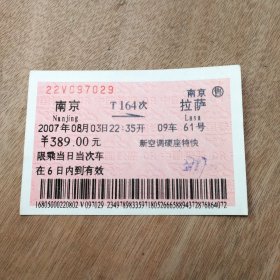 22V097029 南京 售
南京 T164次 拉萨
Nanjing Lasa
2007年08月03日22:35开 09车 61号
¥389.00元 新空调硬座特快
限乘当日当次车
在6日内到有效